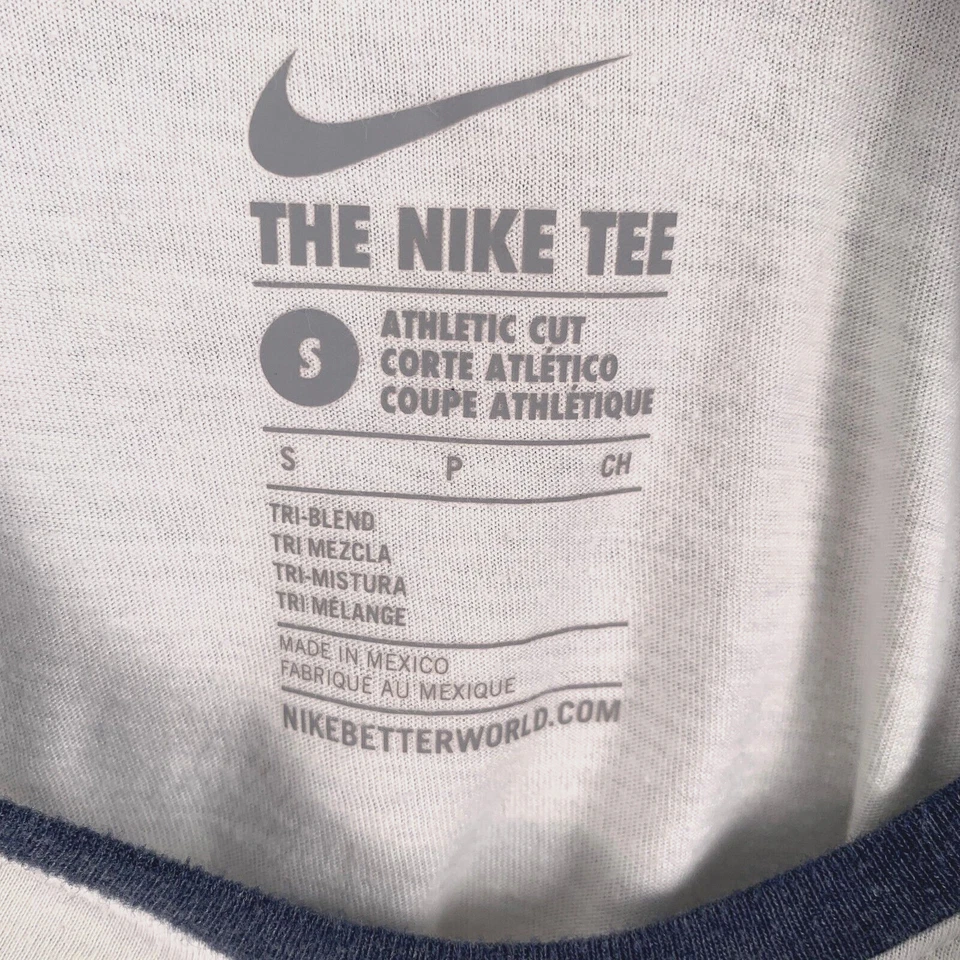 THE NIKE TEE
S
ATHLETIC CUT
CORTE ATLÉTICO
COUPE ATHLÉTIQUE
S P CH
TRI-BLEND
TRI MEZCLA
TRI-MISTURA
TRI MÉLANGE
MADE IN MEXICO
FABRIQUÉ AU MEXIQUE
NIKEBETTERWORLD.COM